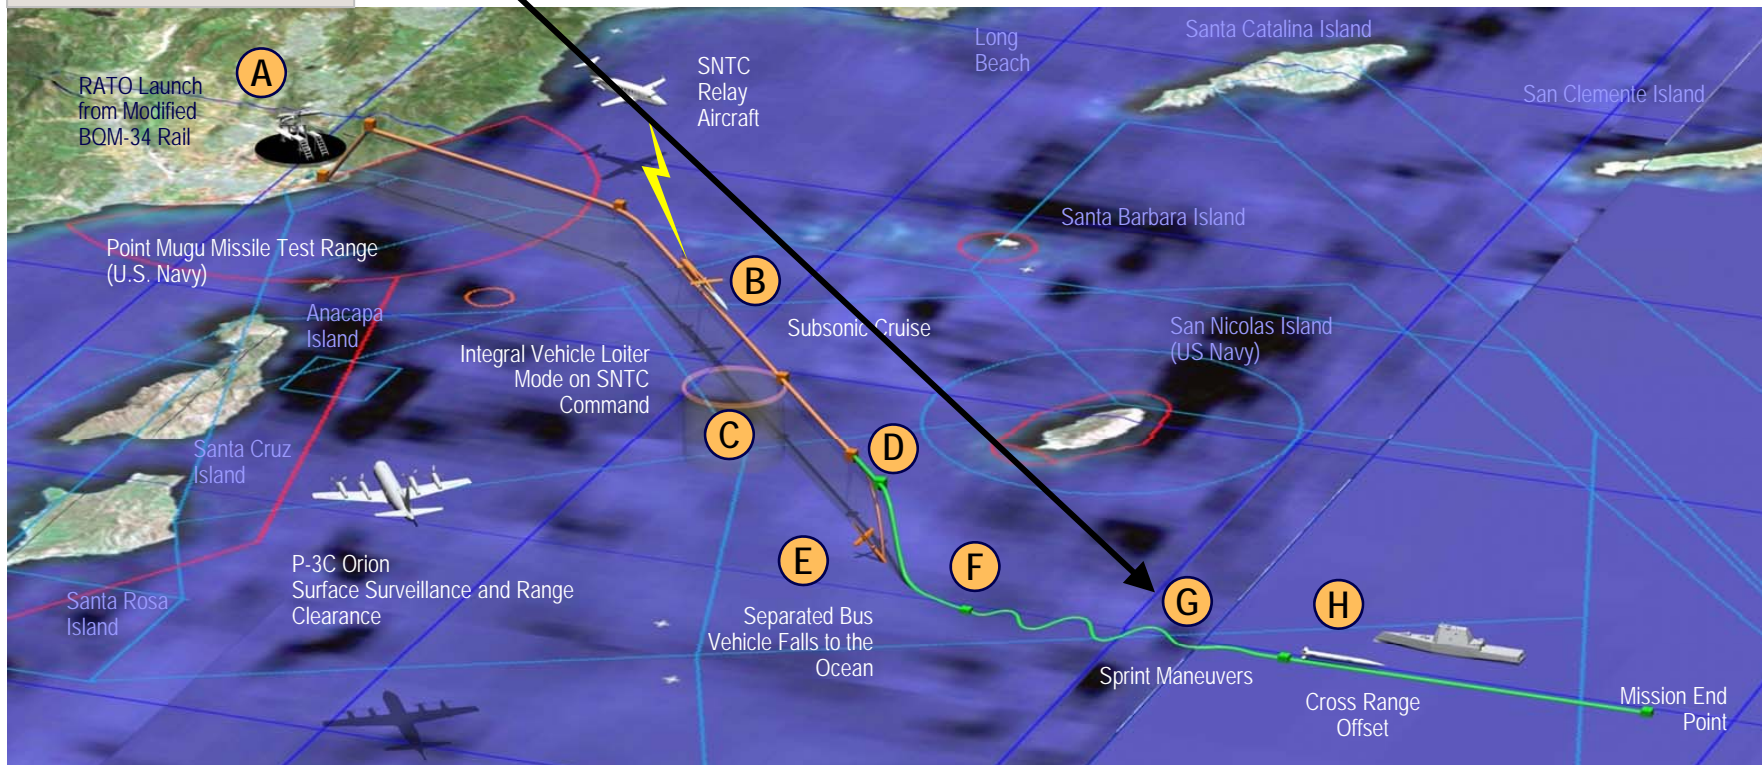 A
RATO Launch
from Modified
BQM-34 Rail
SNTC
Relay
Aircraft
Long
Beach
Santa Catalina Island
San Clemente Island
Point Mugu Missile Test Range
(U.S. Navy)
Santa Barbara Island
B
Anacapa
Island
Subsonic Cruise
San Nicolas Island
(US Navy)
Integral Vehicle Loiter
Mode on SNTC
Command
C
D
Santa Cruz
Island
E
F
G
H
P-3C Orion
Surface Surveillance and Range
Clearance
Santa Rosa
Island
Separated Bus
Vehicle Falls to the
Ocean
Sprint Maneuvers
Cross Range
Offset
Mission End
Point